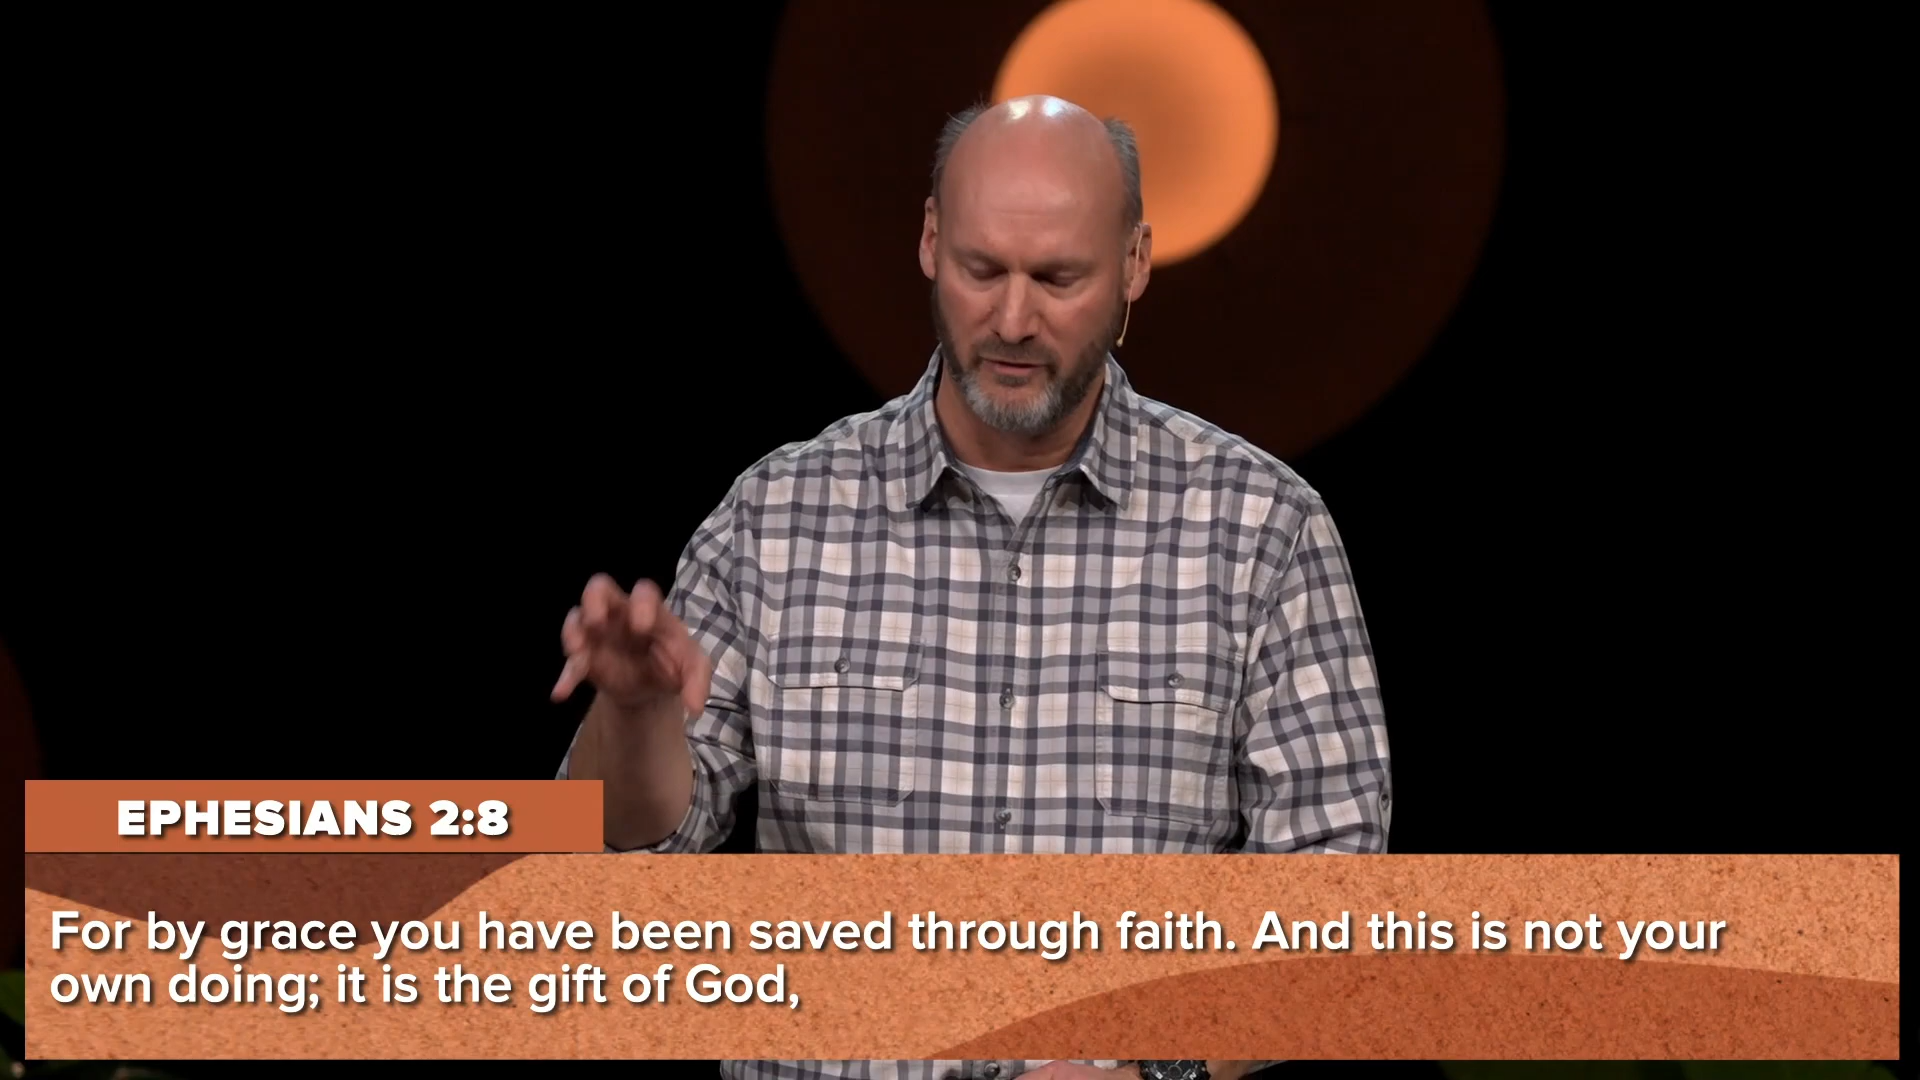 EPHESIANS 2:8
For by grace you have been saved through faith. And this is not your
own doing; it is the gift of God,